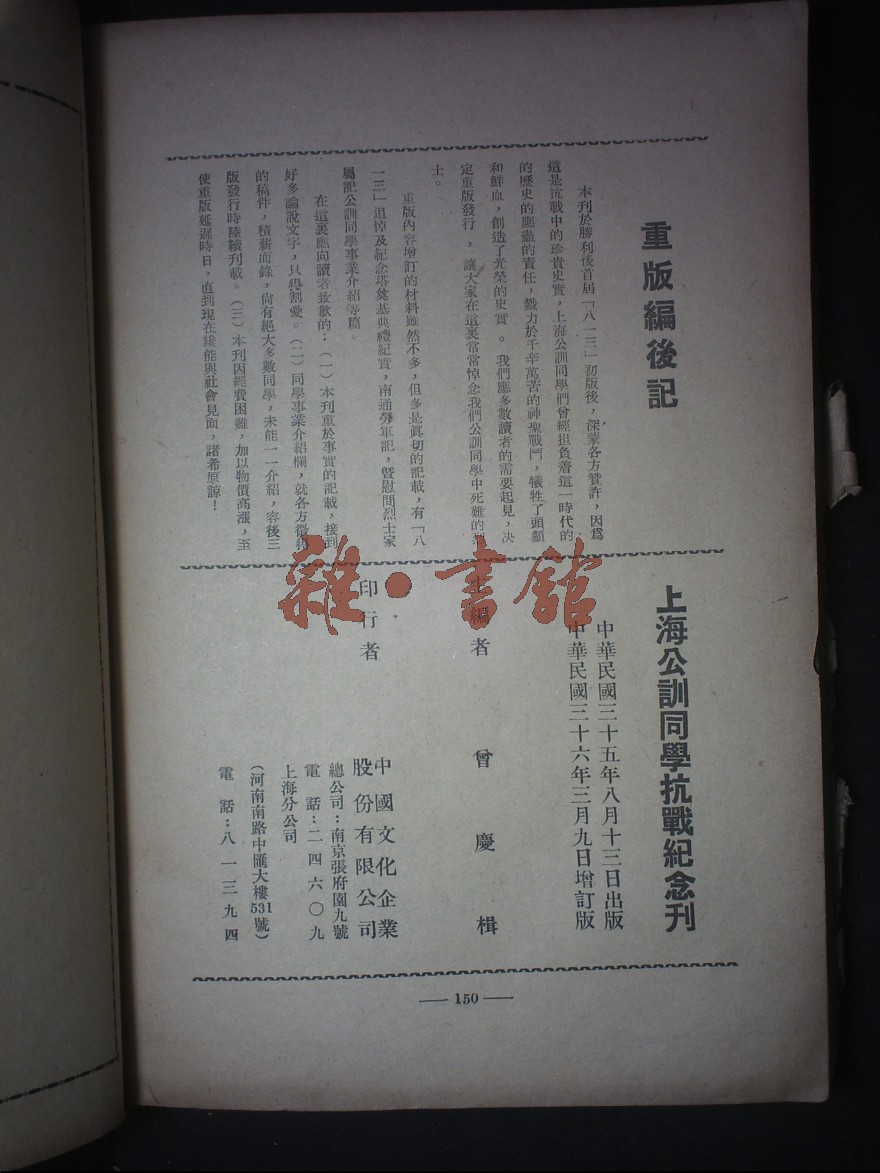 重版編後記
本刊於勝利後首屆「八一三」初版後，深蒙各方贊許，因爲
這是抗戰中的珍貴史實，上海公訓同學們曾經担負着這一時代的
的歷史的應盡的責任，戮力於千辛萬苦的神聖戰鬥，犧牲了頭顱
和鮮血，創造了光榮的史實。我們應多數讀者的需要起見，決
定重版發行，讓大家在這裏常常悼念我們公訓同學中死難的烈
士。
重版內容增訂的材料雖然不多，但多是眞切的記載，有「八
一三」追悼及紀念塔奠基典禮紀實，南通勞軍記，曁慰問烈士家
屬記公訓同學事業介紹等篇。
在這裏應向讀者致歉的；（一）本刊重於事實的記載，接到
好多論說文字，只得割愛。（二）同學事業介紹欄，就各方徵集
的稿件，積薪而錄，尙有絕大多數同學，未能一一介紹，容後三
版發行時陸續刊載。（三）本刊因經費困難，加以物價高漲，至
使重版延遲時日，直到現在纔能與社會見面，諸希原諒！
上海公訓同學抗戰紀念刊
中華民國三十五年八月十三日出版
中華民國三十六年三月九日增訂版
主編者 曾慶楫
印行者 中國文化企業
股份有限公司
總公司：南京張府園九號
電話：二四六〇九
上海分公司
（河南南路中匯大樓531號）
電話：八一三九四
—— 150 ——
雜·書館